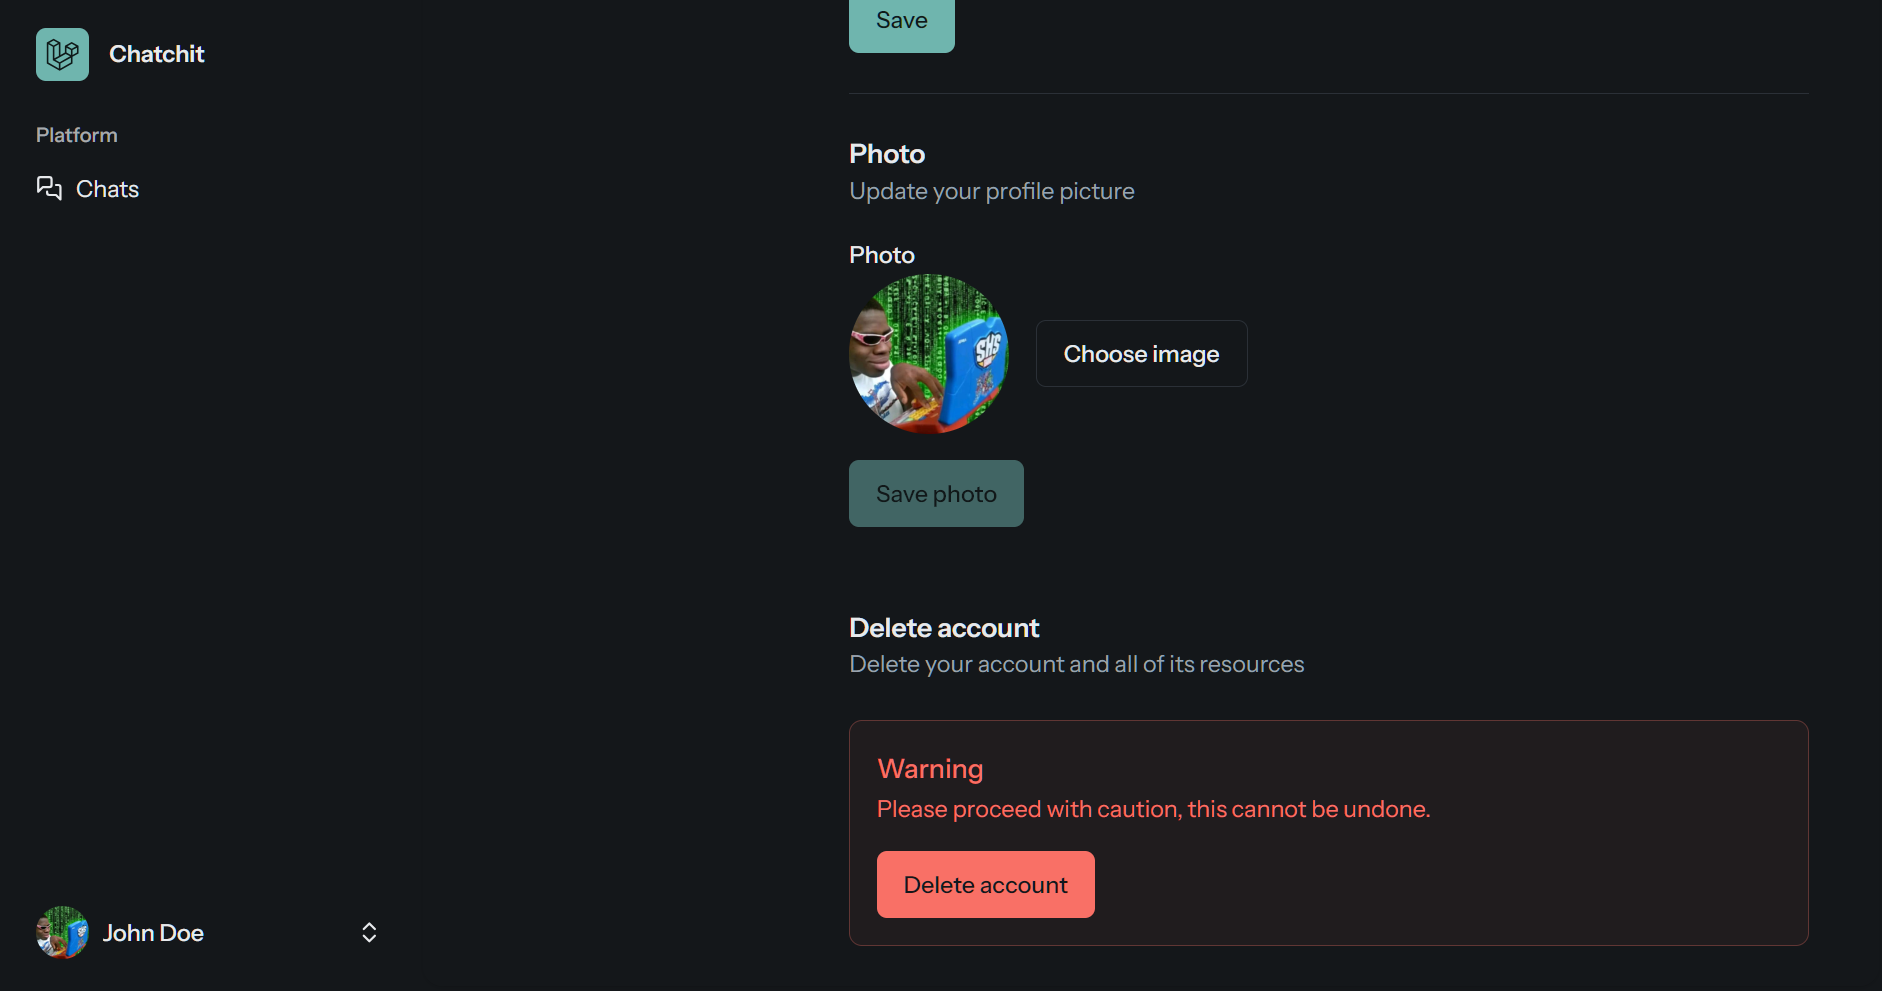 Chatchit
Platform
Chats
Save
Photo
Update your profile picture
Photo
SHS
Choose image
Save photo
Delete account
Delete your account and all of its resources
Warning
Please proceed with caution, this cannot be undone.
Delete account
John Doe